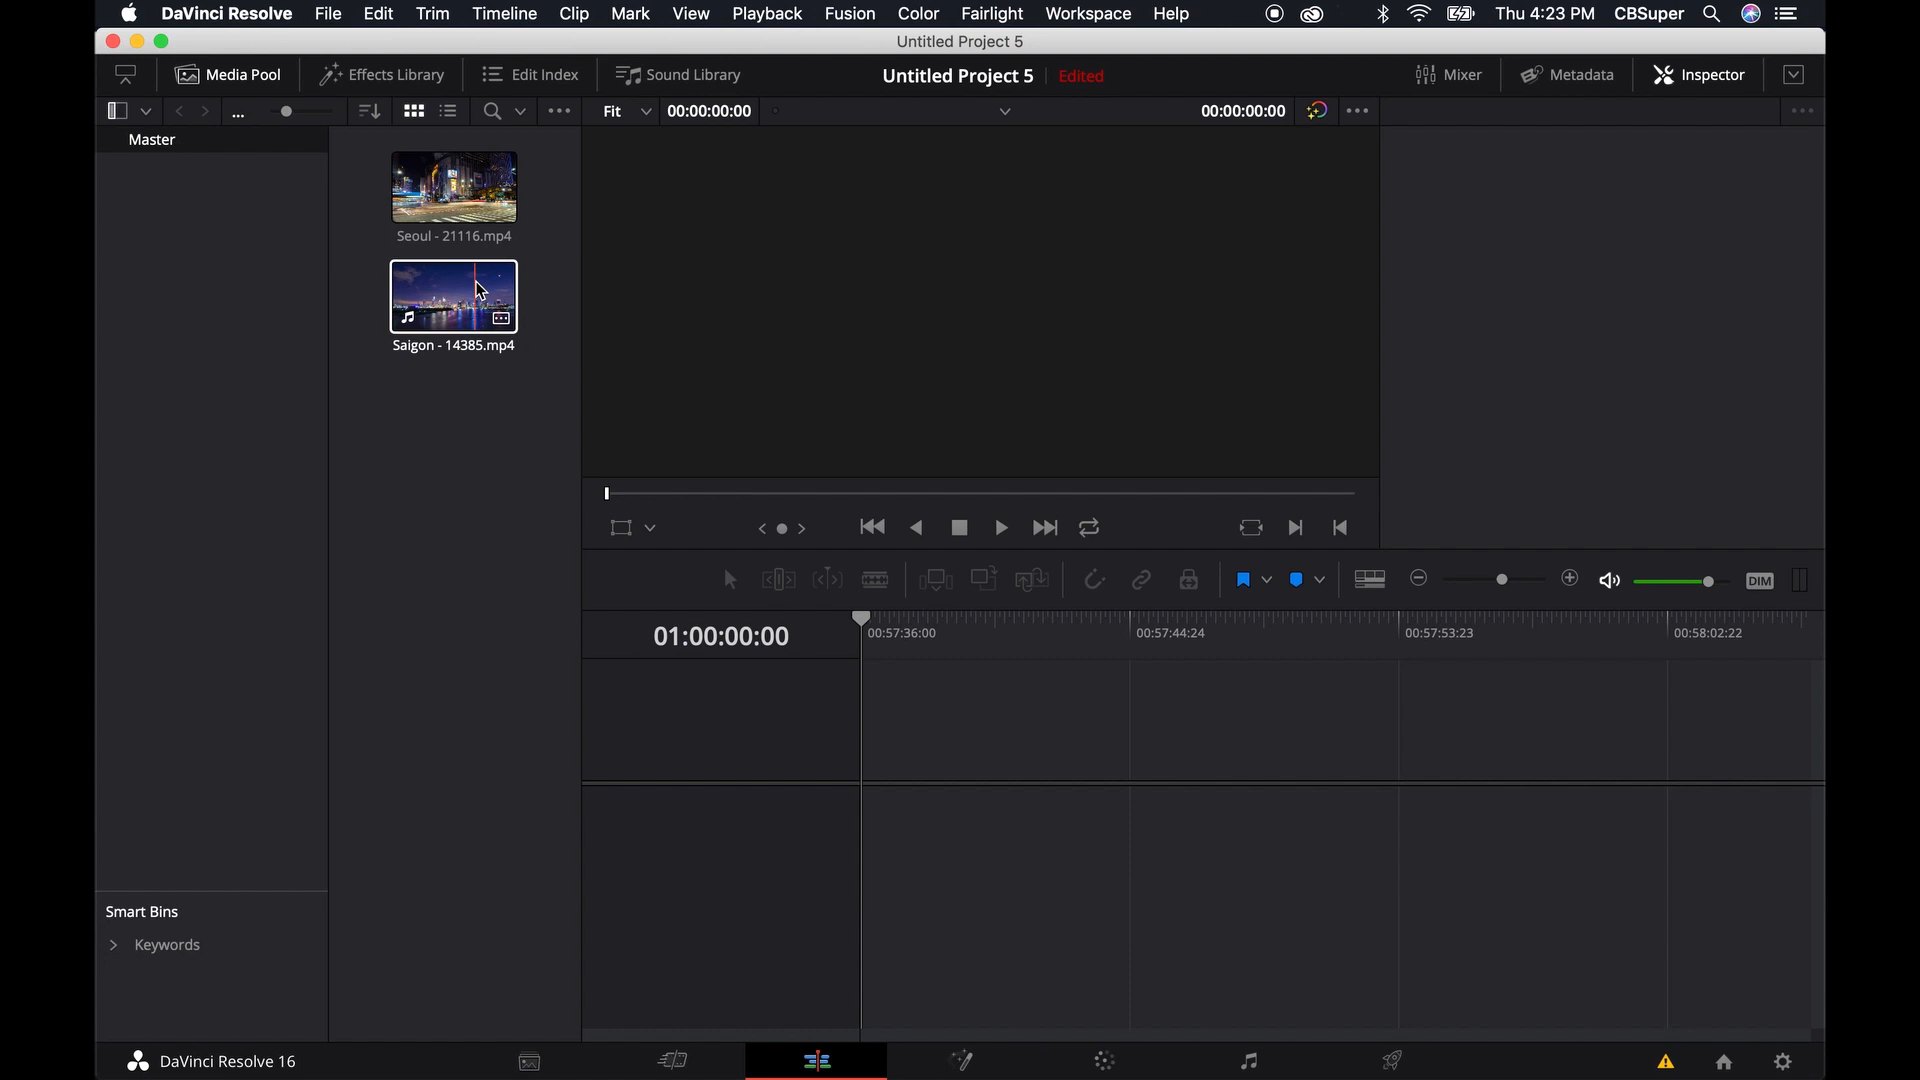 DaVinci Resolve File Edit Trim Timeline Clip Mark View Playback Fusion Color Fairlight Workspace Help Thu 4:23 PM CBSuper
Untitled Project 5
Media Pool Effects Library Edit Index Sound Library Untitled Project 5 Edited Mixer Metadata Inspector
... Fit 00:00:00:00 00:00:00:00
Master
Seoul - 21116.mp4
Saigon - 14385.mp4
DIM
01:00:00:00 00:57:36:00 00:57:44:24 00:57:53:23 00:58:02:22
Smart Bins
Keywords
DaVinci Resolve 16